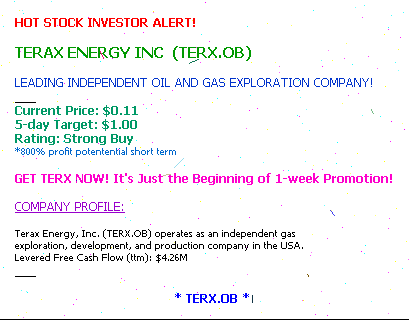 HOT STOCK INVESTOR ALERT!
TERAX ENERGY INC (TERX.OB)
LEADING INDEPENDENT OIL AND GAS EXPLORATION COMPANY!
Current Price: $0.11
5-day Target: $1.00
Rating: Strong Buy
*800% profit potentential short term
GET TERX NOW! It's Just the Beginning of 1-week Promotion!
COMPANY PROFILE:
Terax Energy, Inc. (TERX.OB) operates as an independent gas
exploration, development, and production company in the USA.
Levered Free Cash Flow (ttm): $4.26M
* TERX.OB *